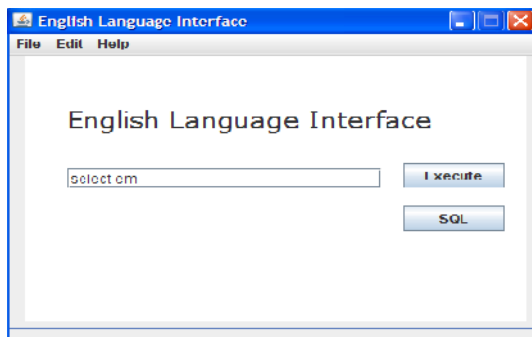 English Language Interface
File Edit Help
English Language Interface
select em
Execute
SQL